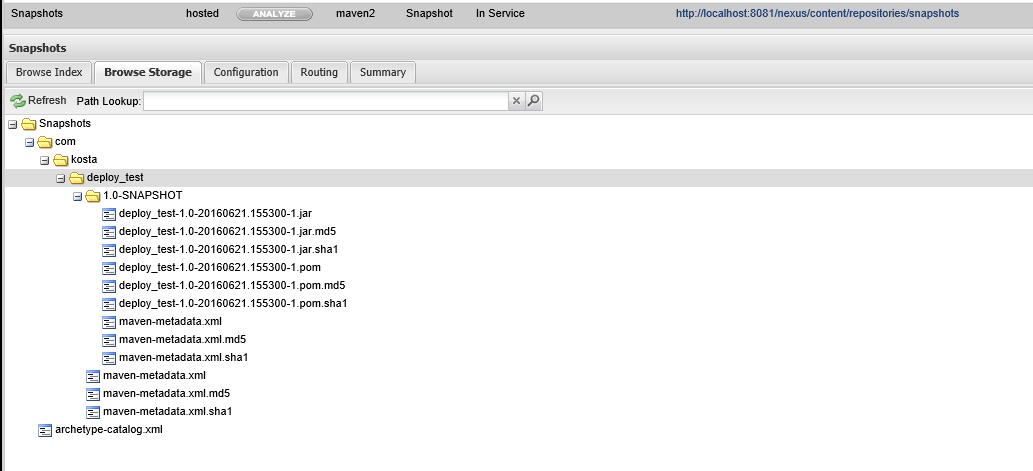 Snapshots hosted ANALYZE maven2 Snapshot In Service http://localhost:8081/nexus/content/repositories/snapshots
Snapshots
Browse Index Browse Storage Configuration Routing Summary
Refresh Path Lookup:
Snapshots
com
kosta
deploy_test
1.0-SNAPSHOT
deploy_test-1.0-20160621.155300-1.jar
deploy_test-1.0-20160621.155300-1.jar.md5
deploy_test-1.0-20160621.155300-1.jar.sha1
deploy_test-1.0-20160621.155300-1.pom
deploy_test-1.0-20160621.155300-1.pom.md5
deploy_test-1.0-20160621.155300-1.pom.sha1
maven-metadata.xml
maven-metadata.xml.md5
maven-metadata.xml.sha1
maven-metadata.xml
maven-metadata.xml.md5
maven-metadata.xml.sha1
archetype-catalog.xml